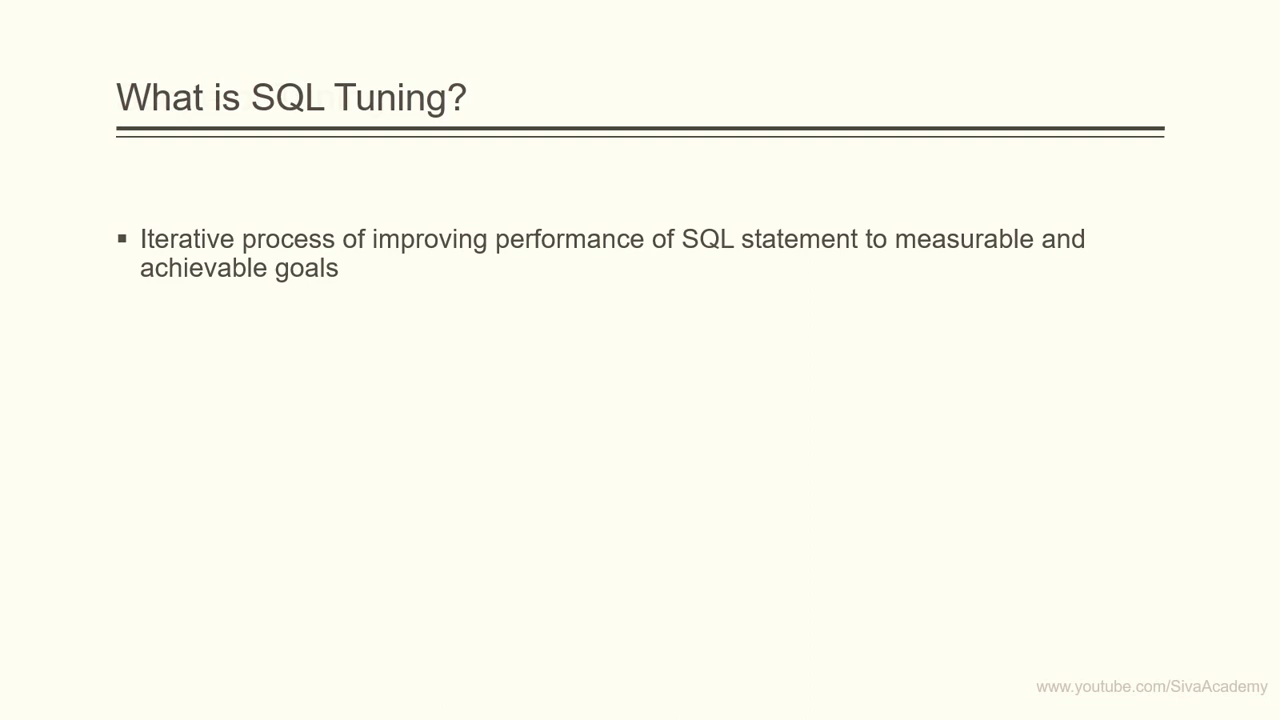 What is SQL Tuning?
▪ Iterative process of improving performance of SQL statement to measurable and
achievable goals
www.youtube.com/SivaAcademy